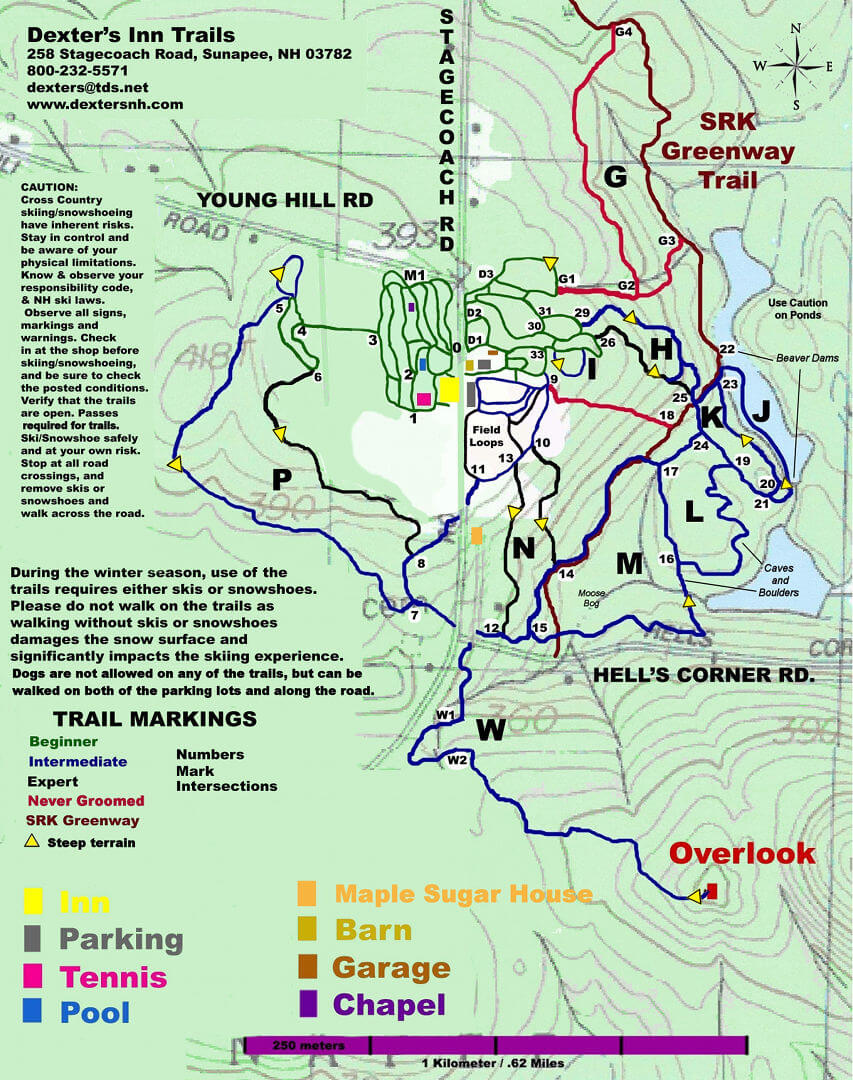 Dexter's Inn Trails
258 Stagecoach Road, Sunapee, NH 03782
800-232-5571
dexters@tds.net
www.dextersnh.com
STAGECOACH RD
N
W E
S
G4
SRK
Greenway
Trail
G
CAUTION:
Cross Country
skiing/snowshoeing
have inherent risks.
Stay in control and
be aware of your
physical limitations.
Know & observe your
responsibility code,
& NH ski laws.
Observe all signs,
markings and
warnings. Check
in at the shop before
skiing/snowshoeing,
and be sure to check
the posted conditions.
Verify that the trails
are open. Passes
required for trails.
Ski/Snowshoe safely
and at your own risk.
Stop at all road
crossings, and
remove skis or
snowshoes and
walk across the road.
YOUNG HILL RD
ROAD
393
G3
M1
D3
G1
G2
Use Caution
on Ponds
5
4
3
D2
31
29
30
26
H
22
Beaver Dams
418
0
D1
33
I
6
2
9
25
23
K
J
1
18
Field
Loops
10
24
13
11
17
19
20
21
P
390
L
N
M
16
14
8
Caves
and
Boulders
Moose
Bog
7
12
15
HELLS
COR
HELL'S CORNER RD.
During the winter season, use of the
trails requires either skis or snowshoes.
Please do not walk on the trails as
walking without skis or snowshoes
damages the snow surface and
significantly impacts the skiing experience.
Dogs are not allowed on any of the trails, but can be
walked on both of the parking lots and along the road.
TRAIL MARKINGS
Beginner
Intermediate
Expert
Never Groomed
SRK Greenway
Steep terrain
Numbers
Mark
Intersections
W1
W
360
390
W2
Overlook
Inn
Parking
Tennis
Pool
Maple Sugar House
Barn
Garage
Chapel
250 meters
1 Kilometer / .62 Miles